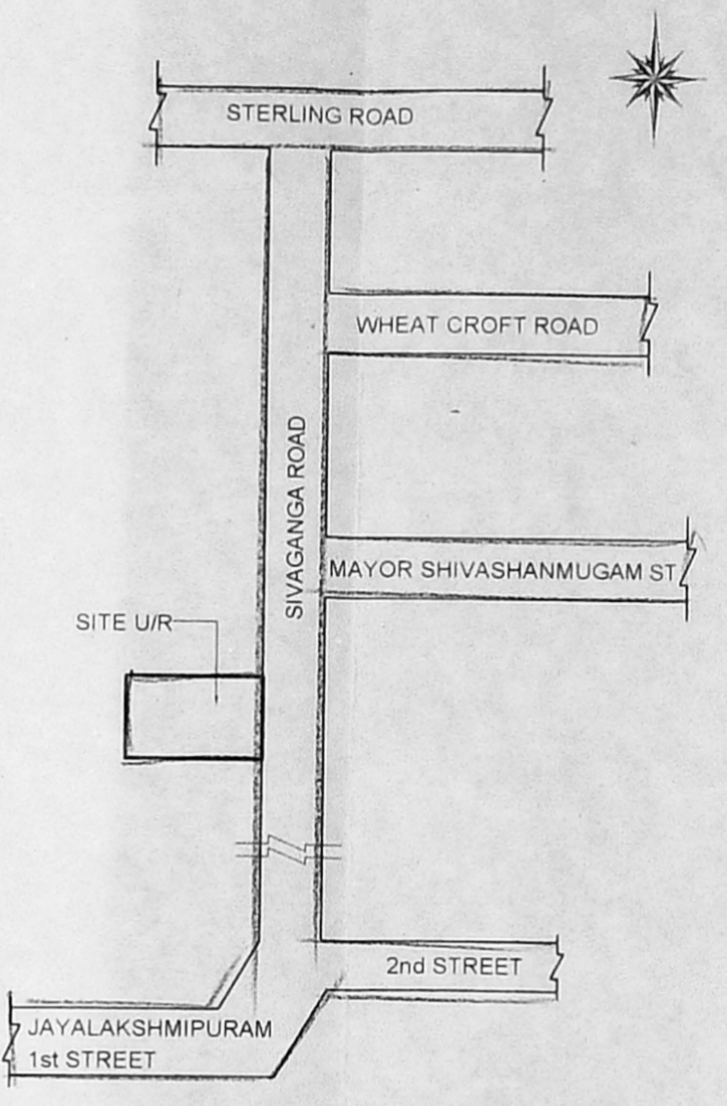 STERLING ROAD
WHEAT CROFT ROAD
SIVAGANGA ROAD
MAYOR SHIVASHANMUGAM ST
SITE U/R
2nd STREET
JAYALAKSHMIPURAM
1st STREET